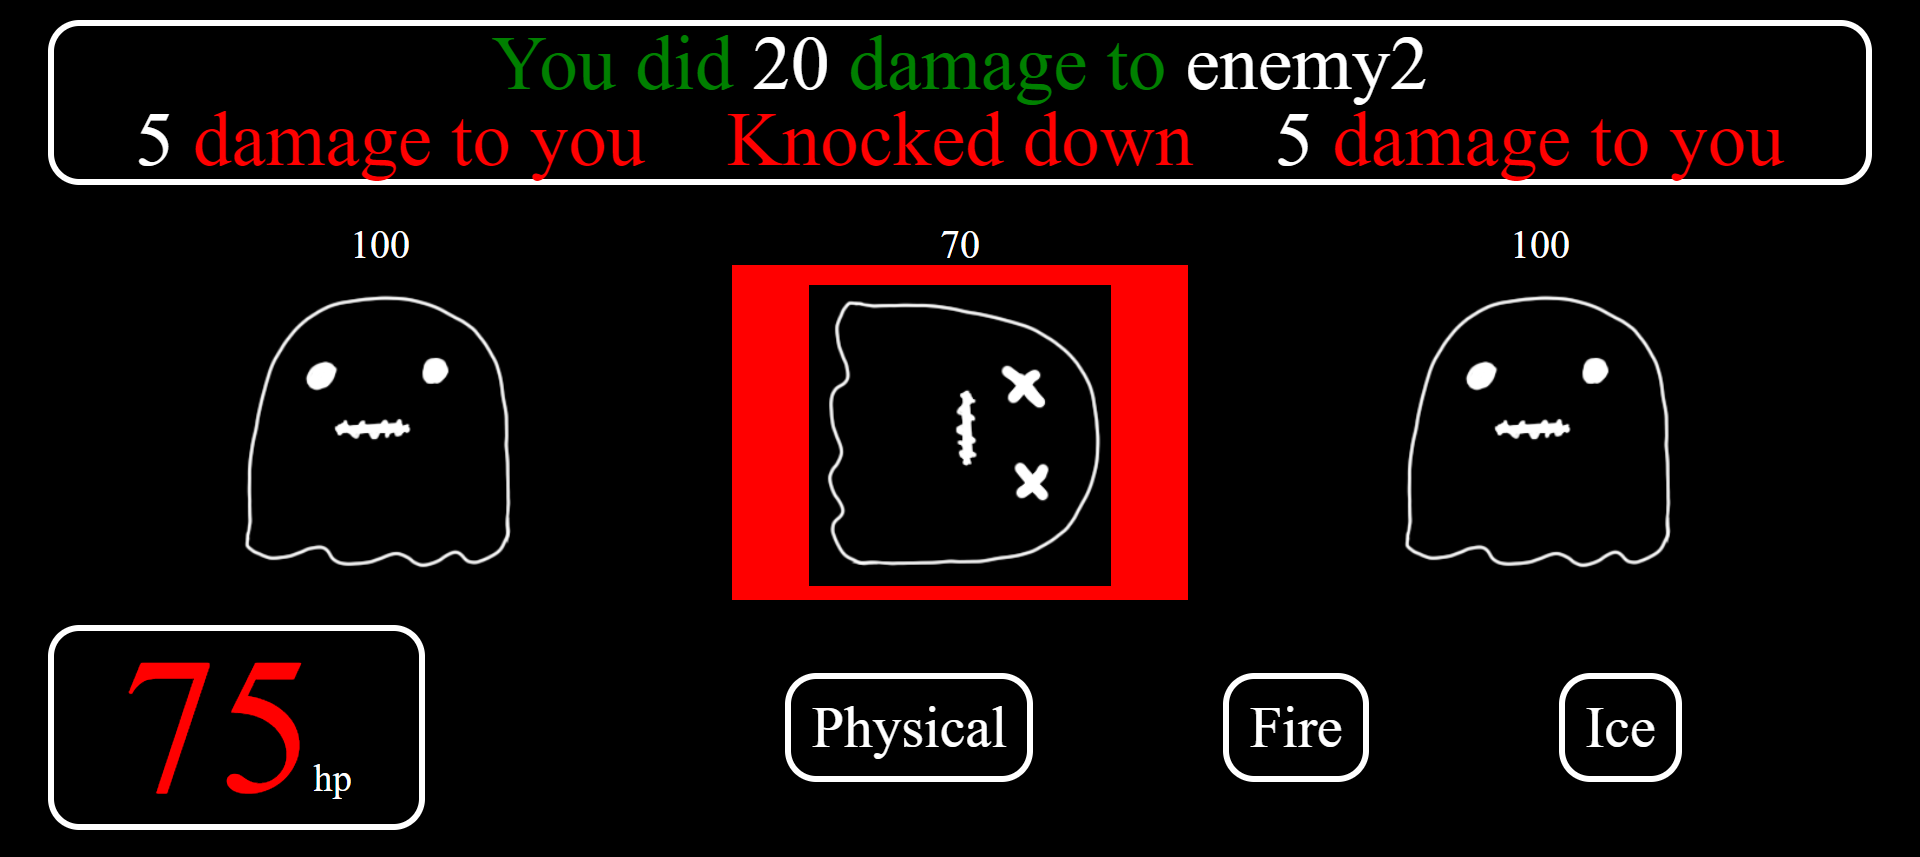 You did 20 damage to enemy2
5 damage to you Knocked down 5 damage to you
100 70 100
75 hp
Physical Fire Ice